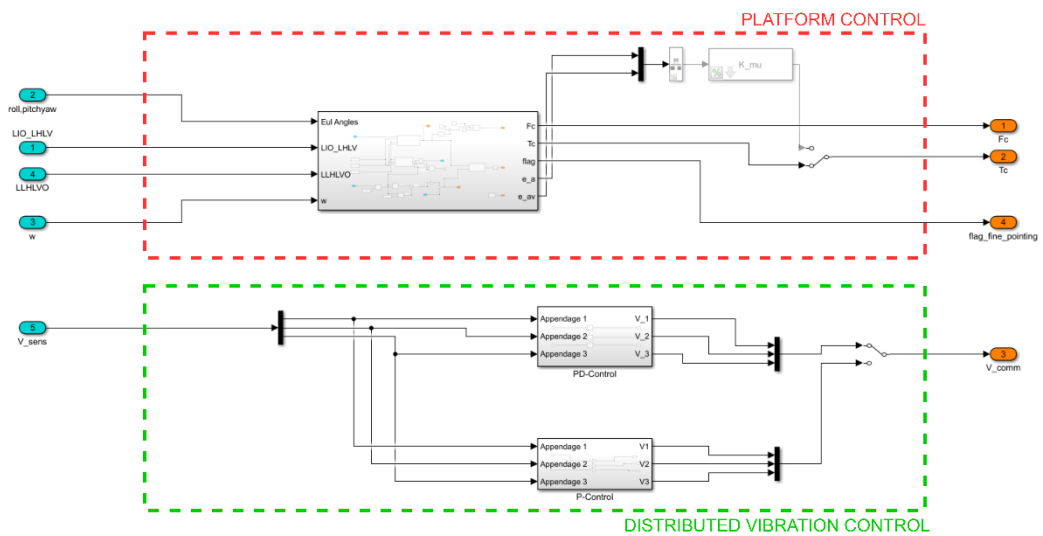 PLATFORM CONTROL
K_mu
2
roll,pitchyaw
LIO_LHLV
1
4
LLHLVO
3
w
Eul Angles
LIO_LHLV
LLHLVO
w
Fc
Tc
flag
e_a
e_av
1
Fc
2
Tc
4
flag_fine_pointing
5
V_sens
Appendage 1
Appendage 2
Appendage 3
V_1
V_2
V_3
PD-Control
3
V_comm
Appendage 1
Appendage 2
Appendage 3
V1
V2
V3
P-Control
DISTRIBUTED VIBRATION CONTROL